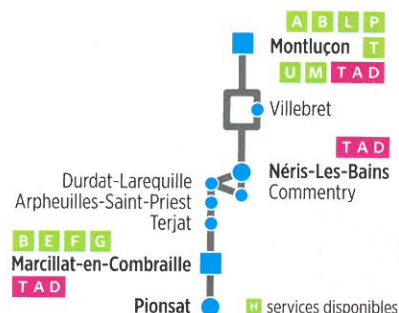 A B L P
Montluçon T
U M TAD
Villebret
TAD
Néris-Les-Bains
Commentry
Durdat-Larequille
Arpheuilles-Saint-Priest
Terjat
B E F G
Marcillat-en-Combraille
TAD
Pionsat
H services disponibles